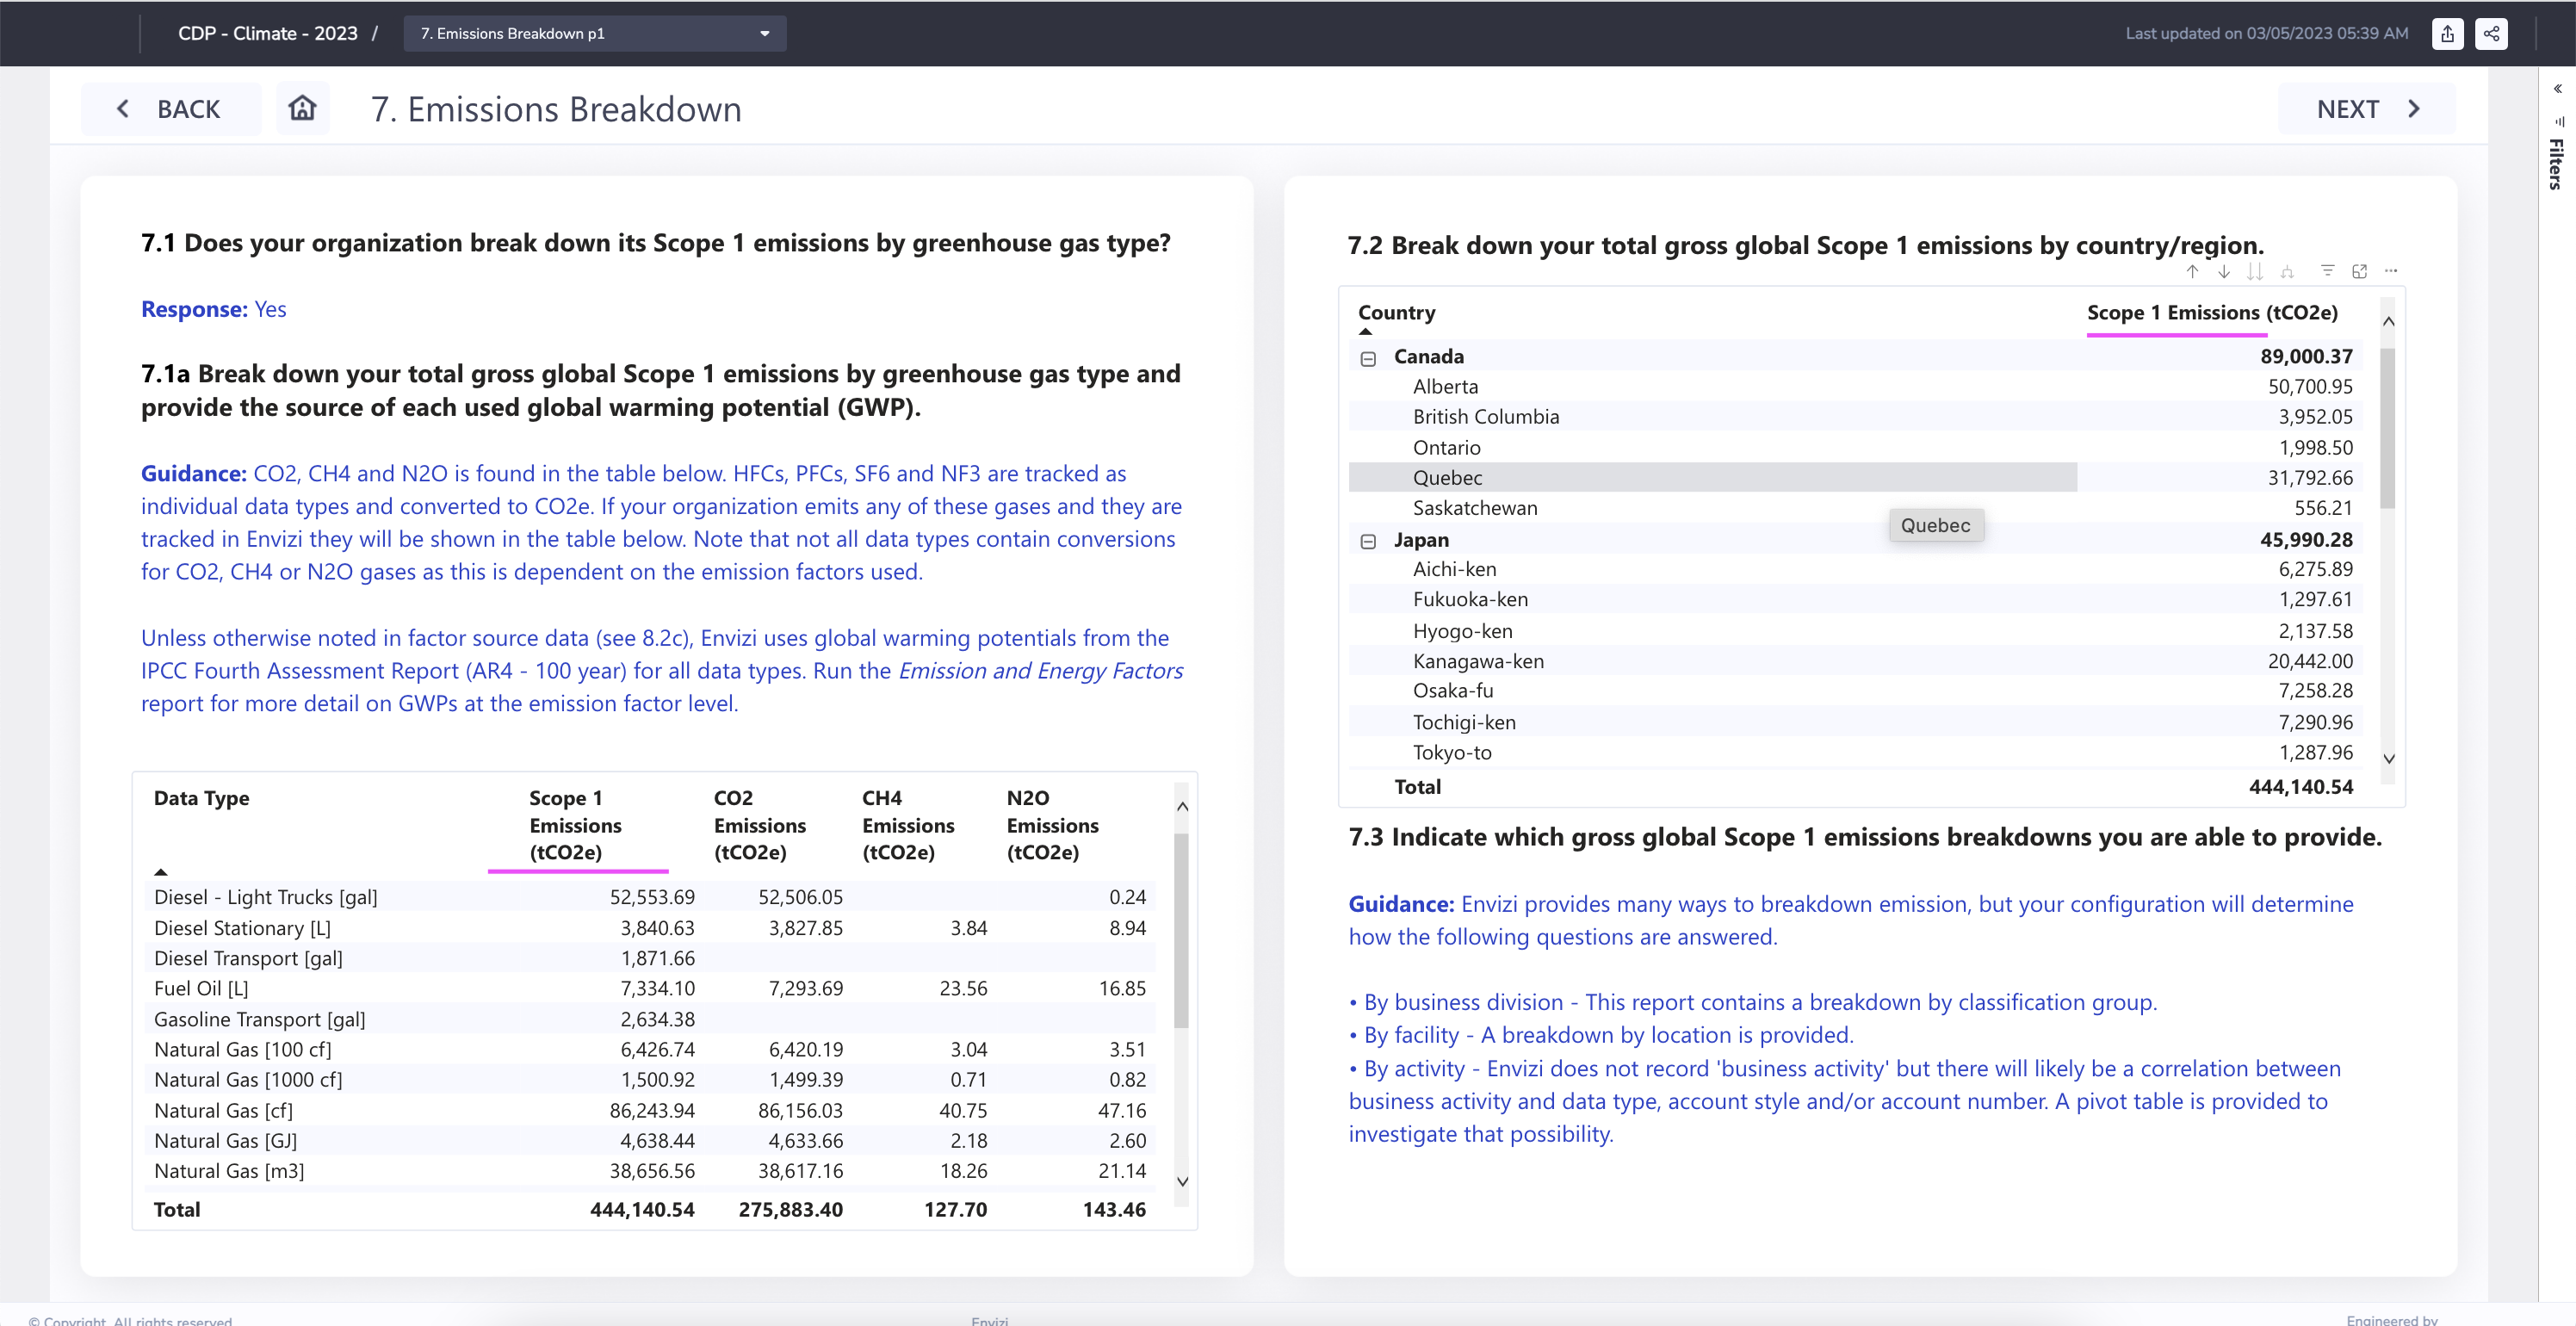 CDP - Climate - 2023 / 7. Emissions Breakdown p1
Last updated on 03/05/2023 05:39 AM
BACK
7. Emissions Breakdown
NEXT
Filters
7.1 Does your organization break down its Scope 1 emissions by greenhouse gas type?
Response: Yes
7.1a Break down your total gross global Scope 1 emissions by greenhouse gas type and
provide the source of each used global warming potential (GWP).
Guidance: CO2, CH4 and N2O is found in the table below. HFCs, PFCs, SF6 and NF3 are tracked as
individual data types and converted to CO2e. If your organization emits any of these gases and they are
tracked in Envizi they will be shown in the table below. Note that not all data types contain conversions
for CO2, CH4 or N2O gases as this is dependent on the emission factors used.
Unless otherwise noted in factor source data (see 8.2c), Envizi uses global warming potentials from the
IPCC Fourth Assessment Report (AR4 - 100 year) for all data types. Run the Emission and Energy Factors
report for more detail on GWPs at the emission factor level.
Data Type Scope 1 CO2 CH4 N2O
Emissions Emissions Emissions Emissions
(tCO2e) (tCO2e) (tCO2e) (tCO2e)
Diesel - Light Trucks [gal] 52,553.69 52,506.05 0.24
Diesel Stationary [L] 3,840.63 3,827.85 3.84 8.94
Diesel Transport [gal] 1,871.66
Fuel Oil [L] 7,334.10 7,293.69 23.56 16.85
Gasoline Transport [gal] 2,634.38
Natural Gas [100 cf] 6,426.74 6,420.19 3.04 3.51
Natural Gas [1000 cf] 1,500.92 1,499.39 0.71 0.82
Natural Gas [cf] 86,243.94 86,156.03 40.75 47.16
Natural Gas [GJ] 4,638.44 4,633.66 2.18 2.60
Natural Gas [m3] 38,656.56 38,617.16 18.26 21.14
Total 444,140.54 275,883.40 127.70 143.46
7.2 Break down your total gross global Scope 1 emissions by country/region.
Country Scope 1 Emissions (tCO2e)
Canada 89,000.37
Alberta 50,700.95
British Columbia 3,952.05
Ontario 1,998.50
Quebec 31,792.66
Saskatchewan 556.21
Quebec
Japan 45,990.28
Aichi-ken 6,275.89
Fukuoka-ken 1,297.61
Hyogo-ken 2,137.58
Kanagawa-ken 20,442.00
Osaka-fu 7,258.28
Tochigi-ken 7,290.96
Tokyo-to 1,287.96
Total 444,140.54
7.3 Indicate which gross global Scope 1 emissions breakdowns you are able to provide.
Guidance: Envizi provides many ways to breakdown emission, but your configuration will determine
how the following questions are answered.
• By business division - This report contains a breakdown by classification group.
• By facility - A breakdown by location is provided.
• By activity - Envizi does not record 'business activity' but there will likely be a correlation between
business activity and data type, account style and/or account number. A pivot table is provided to
investigate that possibility.
© Copyright. All rights reserved
Envizi
Engineered by